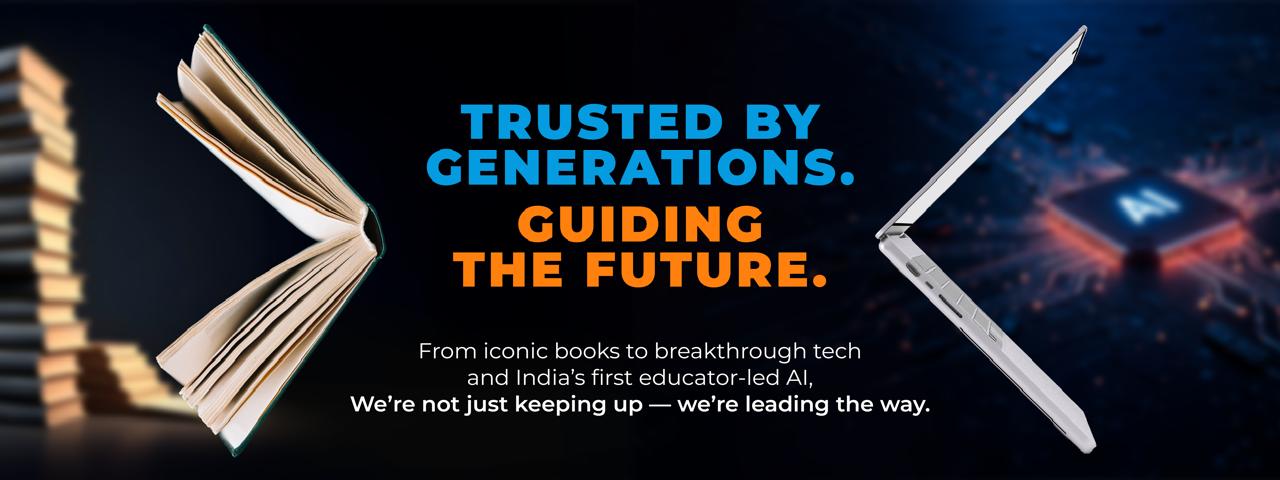 TRUSTED BY
GENERATIONS.
GUIDING
THE FUTURE.
AI
From iconic books to breakthrough tech
and India’s first educator-led AI,
We’re not just keeping up — we’re leading the way.